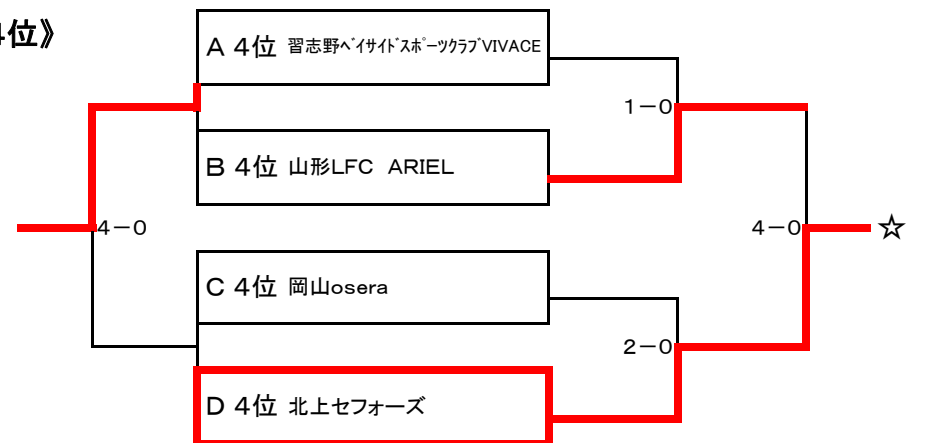 4位》
A 4位 習志野ﾍﾞｲｻｲﾄﾞｽﾎﾟｰﾂｸﾗﾌﾞVIVACE
1－0
B 4位 山形LFC ARIEL
4－0
4－0 ☆
C 4位 岡山osera
2－0
D 4位 北上セフォーズ